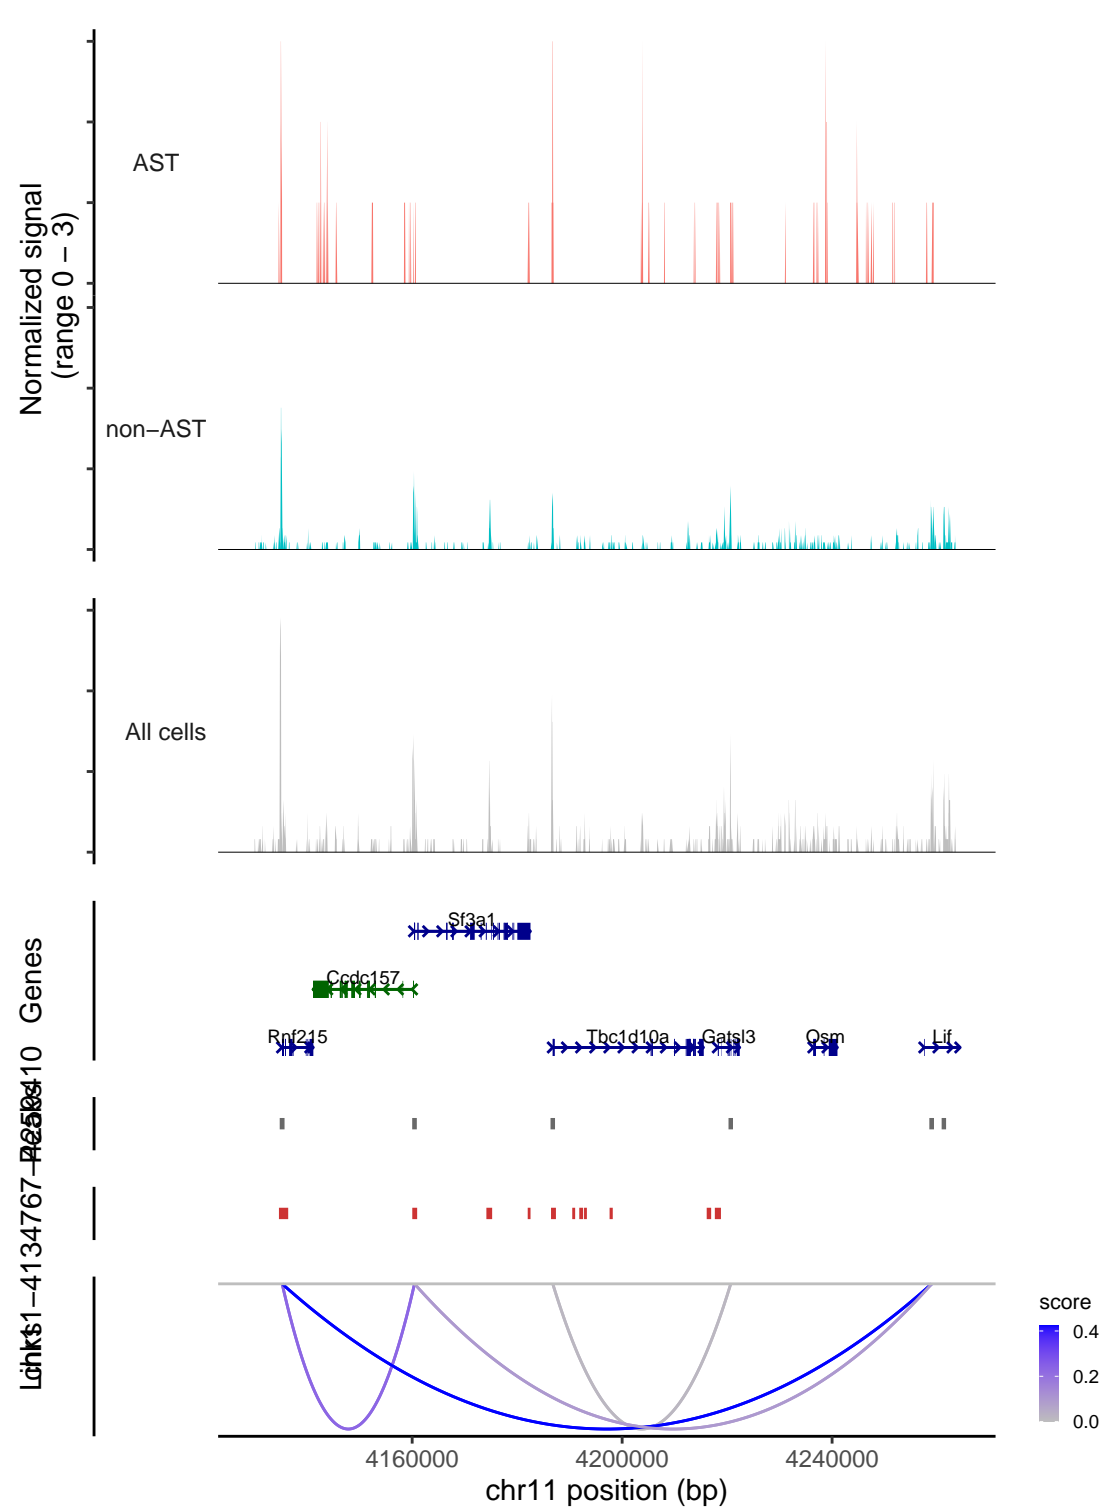 Normalized signal
(range 0 – 3)
AST
non−AST
All cells
Genes
Sf3a1
Ccdc157
Rnf215
Tbc1d10a
Gatsl3
Osm
Lif
Peaks
Links
score
0.4
0.2
0.0
4160000
4200000
4240000
chr11 position (bp)